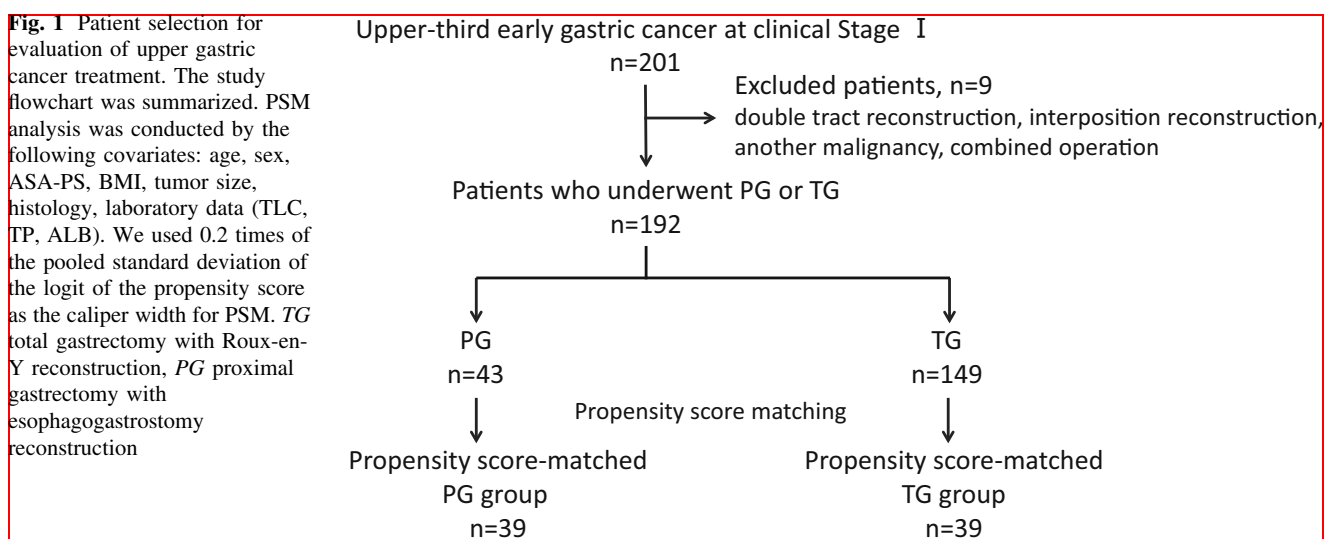 Fig. 1 Patient selection for
evaluation of upper gastric
cancer treatment. The study
flowchart was summarized. PSM
analysis was conducted by the
following covariates: age, sex,
ASA-PS, BMI, tumor size,
histology, laboratory data (TLC,
TP, ALB). We used 0.2 times of
the pooled standard deviation of
the logit of the propensity score
as the caliper width for PSM. TG
total gastrectomy with Roux-en-
Y reconstruction, PG proximal
gastrectomy with
esophagogastrostomy
reconstruction
Upper-third early gastric cancer at clinical Stage Ⅰ
n=201
Excluded patients, n=9
double tract reconstruction, interposition reconstruction,
another malignancy, combined operation
Patients who underwent PG or TG
n=192
PG
n=43
TG
n=149
Propensity score matching
Propensity score-matched
PG group
n=39
Propensity score-matched
TG group
n=39